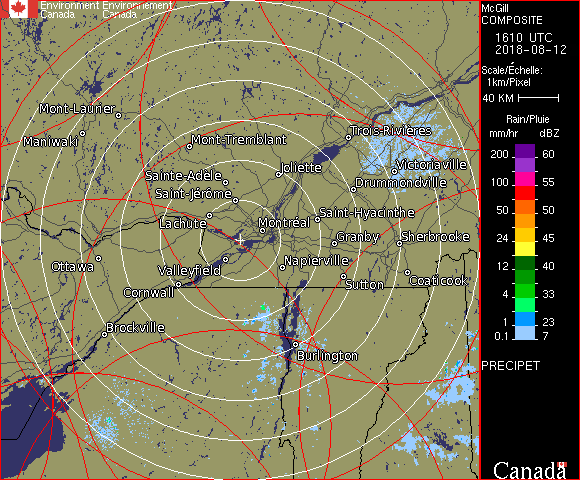 Environment Environnement
Canada Canada
McGill
COMPOSITE
1610 UTC
2018-08-12
Scale/Échelle:
1km/Pixel
40 KM
Rain/Pluie
mm/hr dBZ
200 60
150 55
100 55
50 50
24 45
12 40
4 33
1 23
0.1 7
PRECIPET
Canada
Mont-Laurier
Maniwaki
Mont-Tremblant
Trois-Rivières
Joliette
Victoriaville
Sainte-Adèle
Drummondville
Saint-Jérôme
Lachute
Montréal
Saint-Hyacinthe
Granby
Sherbrooke
Ottawa
Valleyfield
Napierville
Cornwall
Sutton
Coaticook
Brockville
Burlington